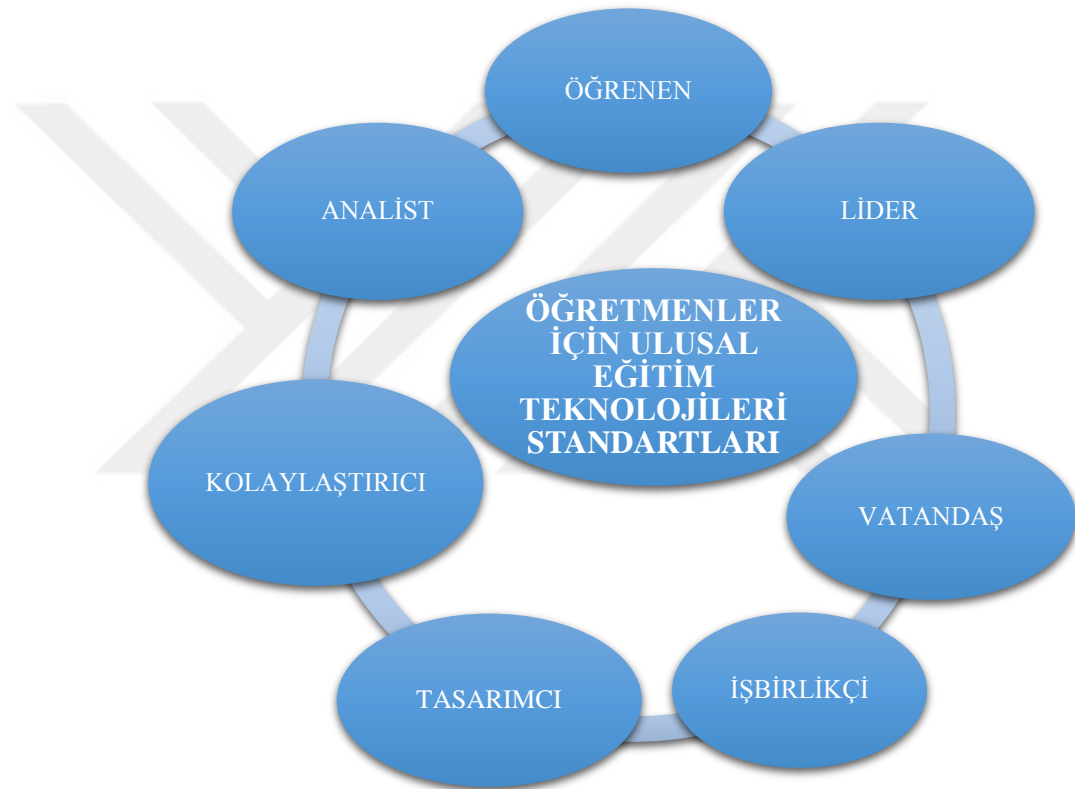 ÖĞRENEN
ANALİST
LİDER
ÖĞRETMENLER
İÇİN ULUSAL
EĞİTİM
TEKNOLOJİLERİ
STANDARTLARI
KOLAYLAŞTIRICI
VATANDAŞ
TASARIMCI
İŞBİRLİKÇİ